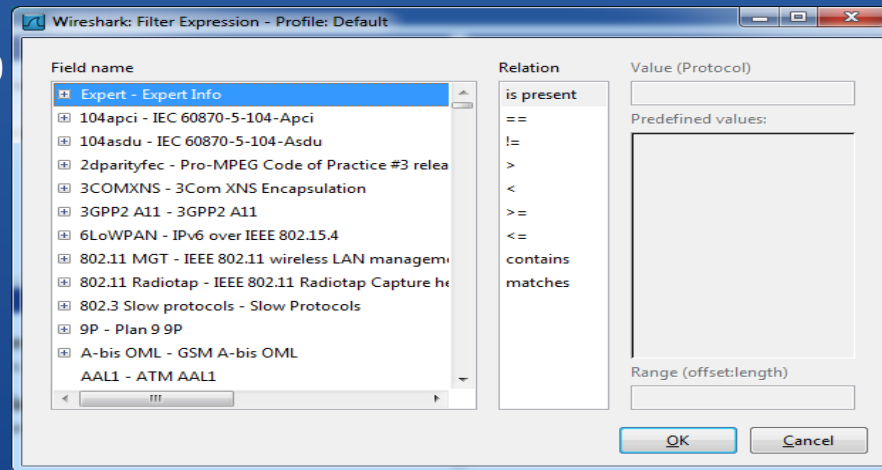 Wireshark: Filter Expression - Profile: Default
Field name
Expert - Expert Info
104apci - IEC 60870-5-104-Apci
104asdu - IEC 60870-5-104-Asdu
2dparityfec - Pro-MPEG Code of Practice #3 relea
3COMXNS - 3Com XNS Encapsulation
3GPP2 A11 - 3GPP2 A11
6LoWPAN - IPv6 over IEEE 802.15.4
802.11 MGT - IEEE 802.11 wireless LAN manageme
802.11 Radiotap - IEEE 802.11 Radiotap Capture he
802.3 Slow protocols - Slow Protocols
9P - Plan 9 9P
A-bis OML - GSM A-bis OML
AAL1 - ATM AAL1
Relation
is present
==
!=
>
<
>=
<=
contains
matches
Value (Protocol)
Predefined values:
Range (offset:length)
OK
Cancel